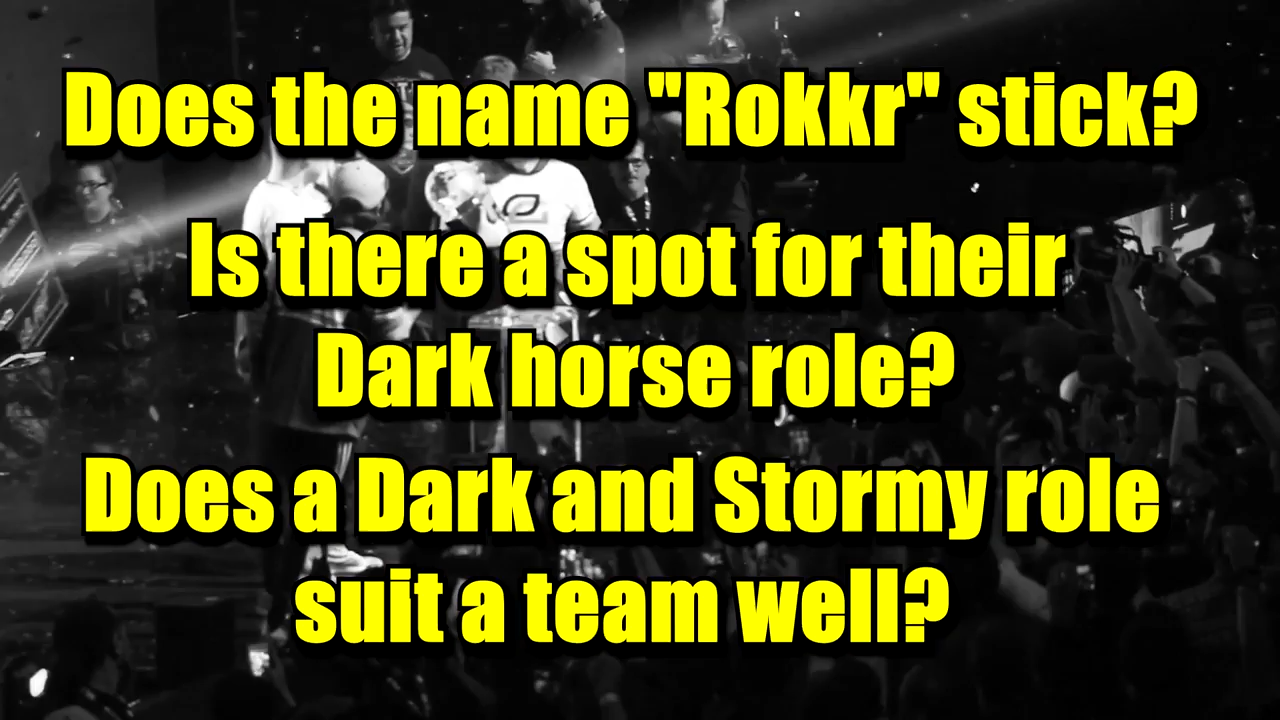 Does the name "Rokkr" stick?
Is there a spot for their
Dark horse role?
Does a Dark and Stormy role
suit a team well?